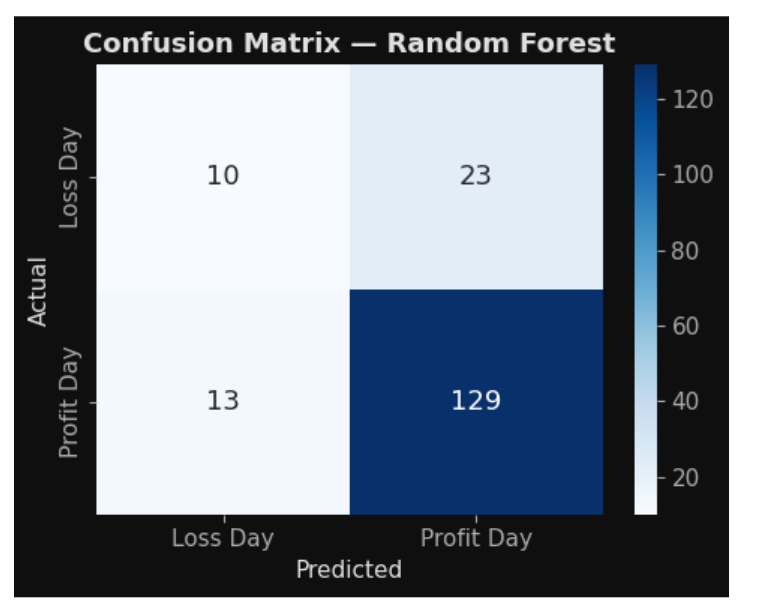 Confusion Matrix — Random Forest
Actual
Loss Day
Profit Day
10
23
13
129
Loss Day
Profit Day
Predicted
120
100
80
60
40
20